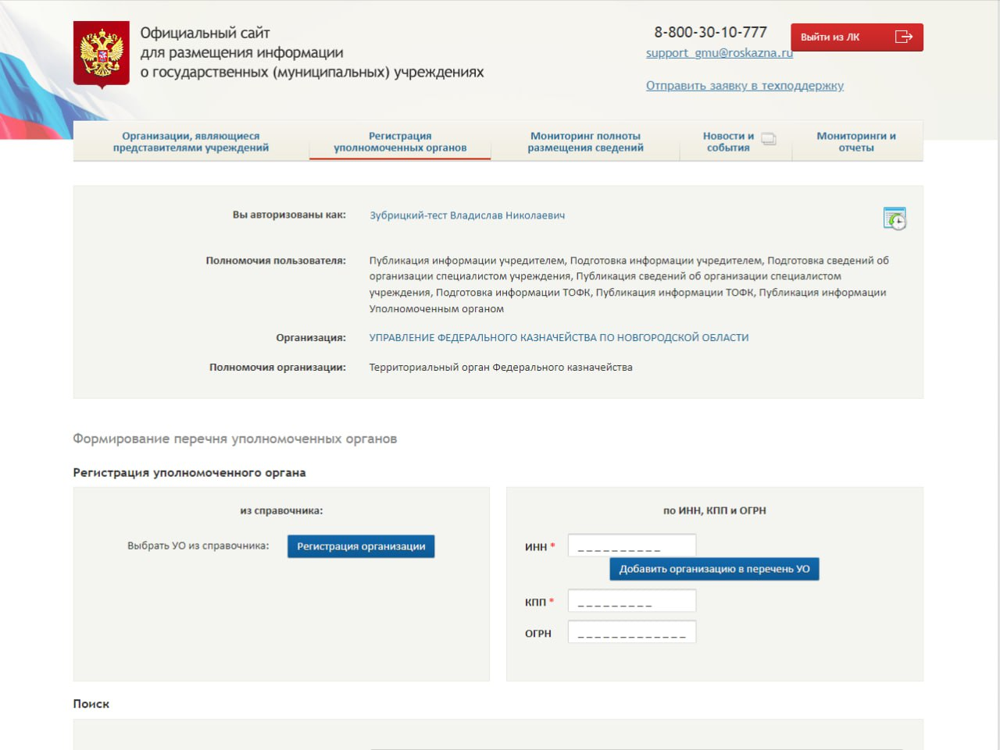 Официальный сайт
для размещения информации
о государственных (муниципальных) учреждениях
8-800-30-10-777
support_gmu@roskazna.ru
Выйти из ЛК
Отправить заявку в техподдержку
Организации, являющиеся
представителями учреждений
Регистрация
уполномоченных органов
Мониторинг полноты
размещения сведений
Новости и
события
Мониторинги и
отчеты
Вы авторизованы как:
Зубрицкий-тест Владислав Николаевич
Полномочия пользователя:
Публикация информации учредителем, Подготовка информации учредителем, Подготовка сведений об
организации специалистом учреждения, Публикация сведений об организации специалистом
учреждения, Подготовка информации ТОФК, Публикация информации ТОФК, Публикация информации
Уполномоченным органом
Организация:
УПРАВЛЕНИЕ ФЕДЕРАЛЬНОГО КАЗНАЧЕЙСТВА ПО НОВГОРОДСКОЙ ОБЛАСТИ
Полномочия организации:
Территориальный орган Федерального казначейства
Формирование перечня уполномоченных органов
Регистрация уполномоченного органа
из справочника:
Выбрать УО из справочника:
Регистрация организации
по ИНН, КПП и ОГРН
ИНН * _ _ _ _ _ _ _ _ _ _
Добавить организацию в перечень УО
КПП * _ _ _ _ _ _ _ _ _
ОГРН _ _ _ _ _ _ _ _ _ _ _ _ _
Поиск